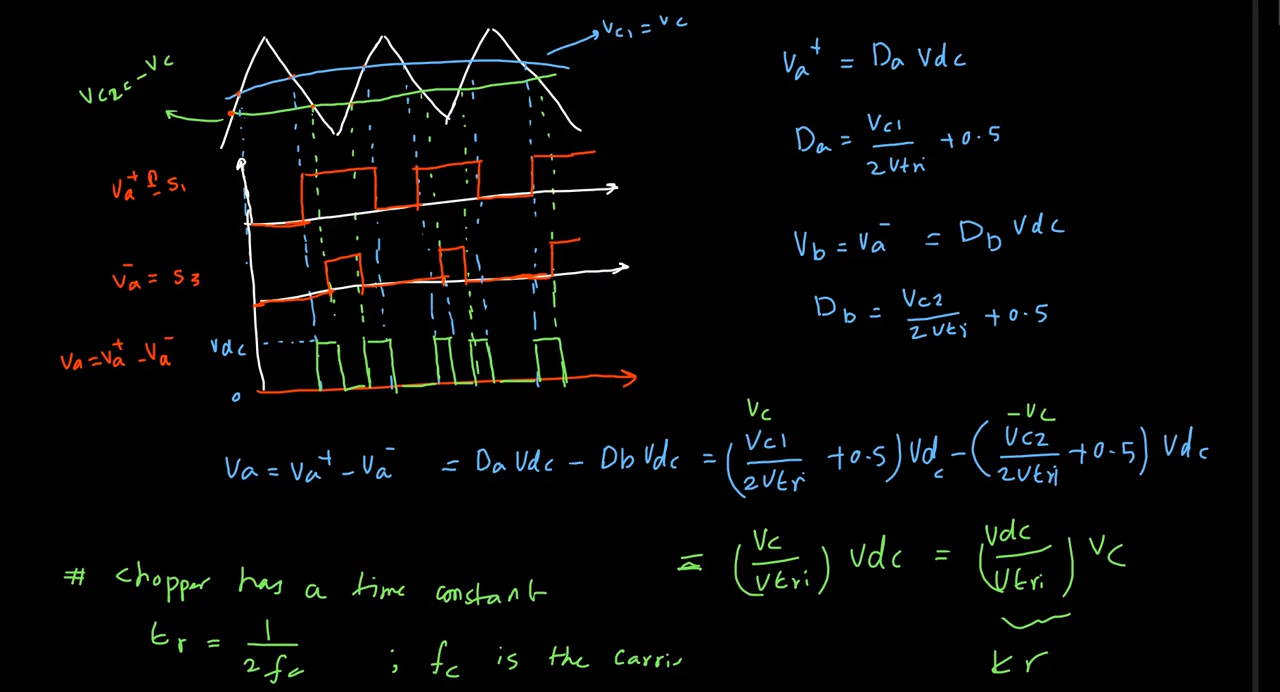 Vc1 = Vc
Vc2 = -Vc
Va⁺ = S1
Va⁻ = S3
Vdc
Va = Va⁺ - Va⁻
0
Va⁺ = Da Vdc
Da = Vc1 / 2Vtri + 0.5
Vb = Va⁻ = Db Vdc
Db = Vc2 / 2Vtri + 0.5
Vc
-Vc
Va = Va⁺ - Va⁻ = Da Vdc - Db Vdc = (Vc1 / 2Vtri + 0.5) Vdc - (Vc2 / 2Vtri + 0.5) Vdc
= (Vc / Vtri) Vdc = (Vdc / Vtri) Vc
kr
# chopper has a time constant
tr = 1 / 2fc ; fc is the carri